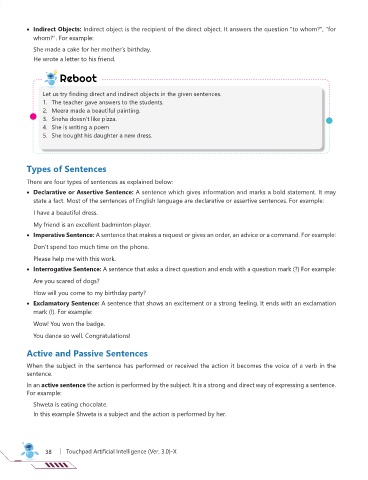 • Indirect Objects: Indirect object is the recipient of the direct object. It answers the question "to whom?", "for
whom?". For example:
She made a cake for her mother's birthday.
He wrote a letter to his friend.
Reboot
Let us try finding direct and indirect objects in the given sentences.
1. The teacher gave answers to the students.
2. Meera made a beautiful painting.
3. Sneha doesn't like pizza.
4. She is writing a poem
5. She bought his daughter a new dress.
Types of Sentences
There are four types of sentences as explained below:
• Declarative or Assertive Sentence: A sentence which gives information and marks a bold statement. It may
state a fact. Most of the sentences of English language are declarative or assertive sentences. For example:
I have a beautiful dress.
My friend is an excellent badminton player.
• Imperative Sentence: A sentence that makes a request or gives an order, an advice or a command. For example:
Don't spend too much time on the phone.
Please help me with this work.
• Interrogative Sentence: A sentence that asks a direct question and ends with a question mark (?) For example:
Are you scared of dogs?
How will you come to my birthday party?
• Exclamatory Sentence: A sentence that shows an excitement or a strong feeling. It ends with an exclamation
mark (!). For example:
Wow! You won the badge.
You dance so well. Congratulations!
Active and Passive Sentences
When the subject in the sentence has performed or received the action it becomes the voice of a verb in the
sentence.
In an active sentence the action is performed by the subject. It is a strong and direct way of expressing a sentence.
For example:
Shweta is eating chocolate.
In this example Shweta is a subject and the action is performed by her.
38 | Touchpad Artificial Intelligence (Ver. 3.0)-X